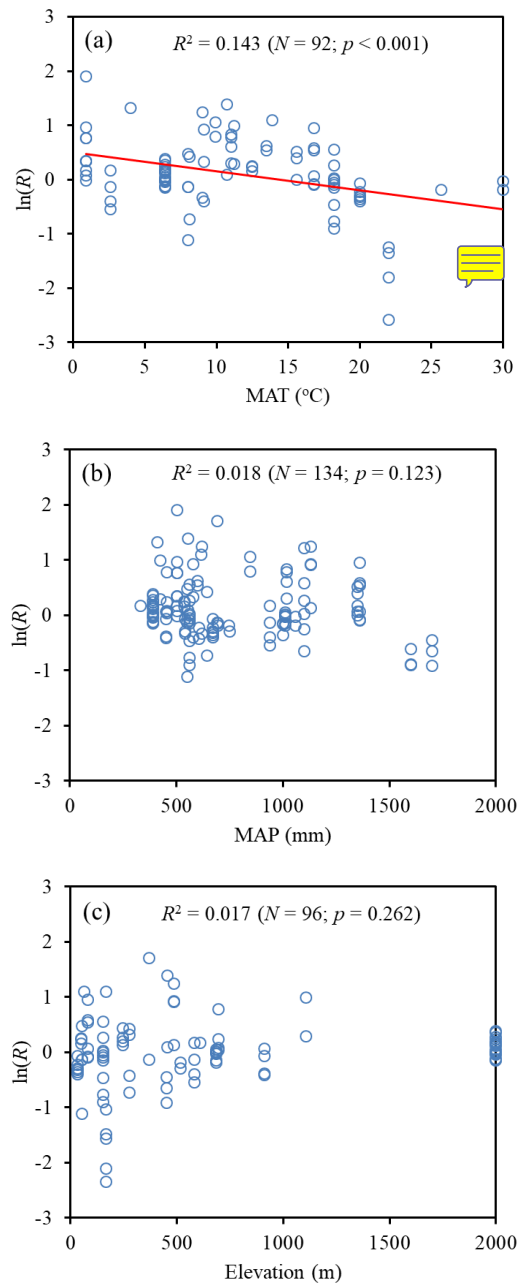 (a)
R² = 0.143 (N = 92; p < 0.001)
3
2
1
0
-1
-2
-3
ln(R)
0 5 10 15 20 25 30
MAT (°C)
(b)
R² = 0.018 (N = 134; p = 0.123)
3
2
1
0
-1
-2
-3
ln(R)
0 500 1000 1500 2000
MAP (mm)
(c)
R² = 0.017 (N = 96; p = 0.262)
3
2
1
0
-1
-2
-3
ln(R)
0 500 1000 1500 2000
Elevation (m)